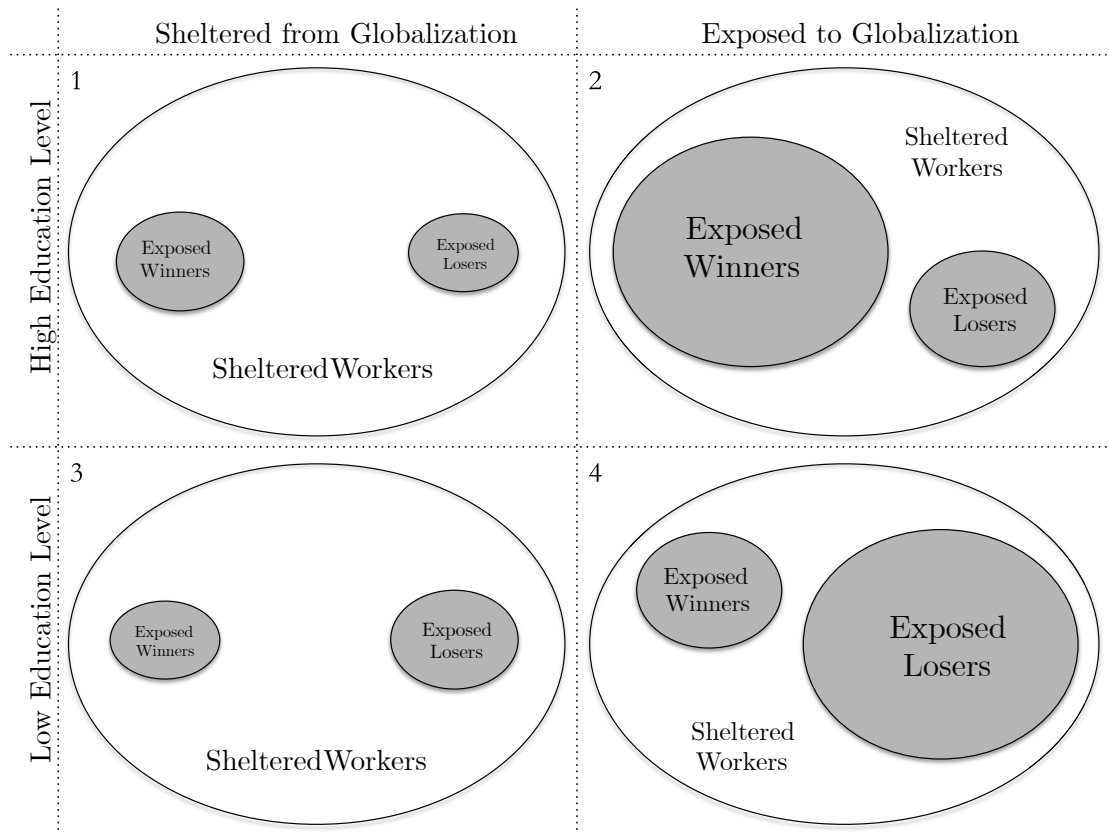 Sheltered from Globalization
Exposed to Globalization
High Education Level
1
Exposed
Winners
Exposed
Losers
ShelteredWorkers
2
Sheltered
Workers
Exposed
Winners
Exposed
Losers
Low Education Level
3
Exposed
Winners
Exposed
Losers
ShelteredWorkers
4
Exposed
Winners
Exposed
Losers
Sheltered
Workers